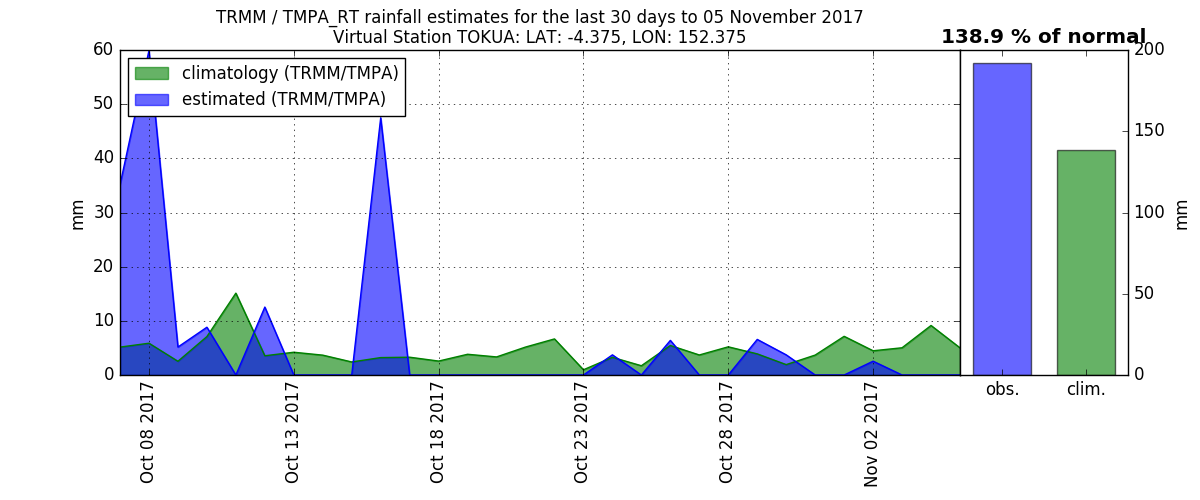 TRMM / TMPA_RT rainfall estimates for the last 30 days to 05 November 2017
Virtual Station TOKUA: LAT: -4.375, LON: 152.375
138.9 % of normal
climatology (TRMM/TMPA)
estimated (TRMM/TMPA)
60
50
40
30
20
10
0
mm
Oct 08 2017
Oct 13 2017
Oct 18 2017
Oct 23 2017
Oct 28 2017
Nov 02 2017
200
150
100
50
0
mm
obs.
clim.